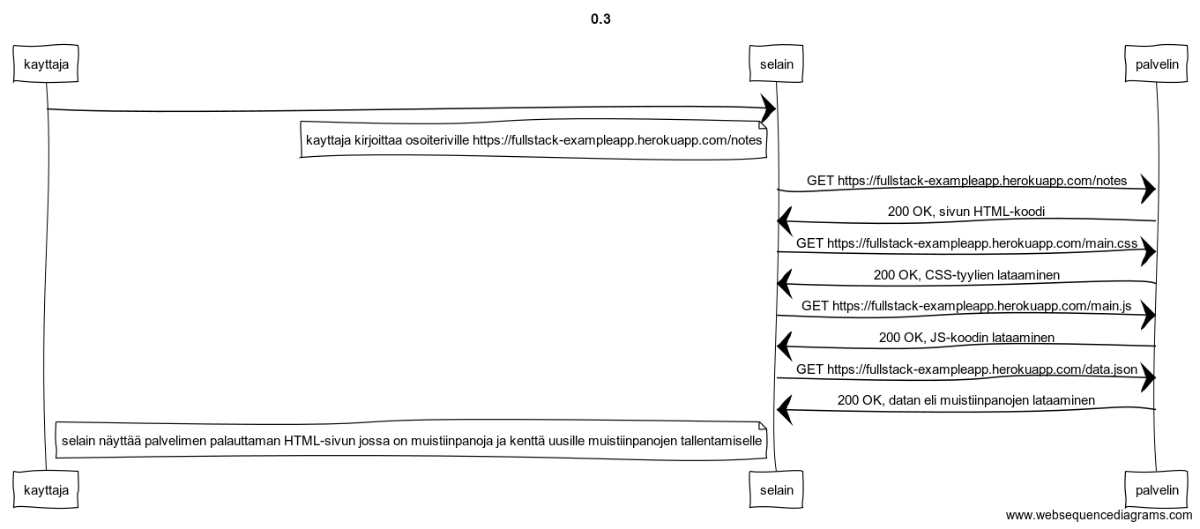 0.3
kayttaja
selain
palvelin
kayttaja kirjoittaa osoiteriville https://fullstack-exampleapp.herokuapp.com/notes
GET https://fullstack-exampleapp.herokuapp.com/notes
200 OK, sivun HTML-koodi
GET https://fullstack-exampleapp.herokuapp.com/main.css
200 OK, CSS-tyylien lataaminen
GET https://fullstack-exampleapp.herokuapp.com/main.js
200 OK, JS-koodin lataaminen
GET https://fullstack-exampleapp.herokuapp.com/data.json
200 OK, datan eli muistiinpanojen lataaminen
selain näyttää palvelimen palauttaman HTML-sivun jossa on muistiinpanoja ja kenttä uusille muistiinpanojen tallentamiselle
kayttaja
selain
palvelin
www.websequencediagrams.com